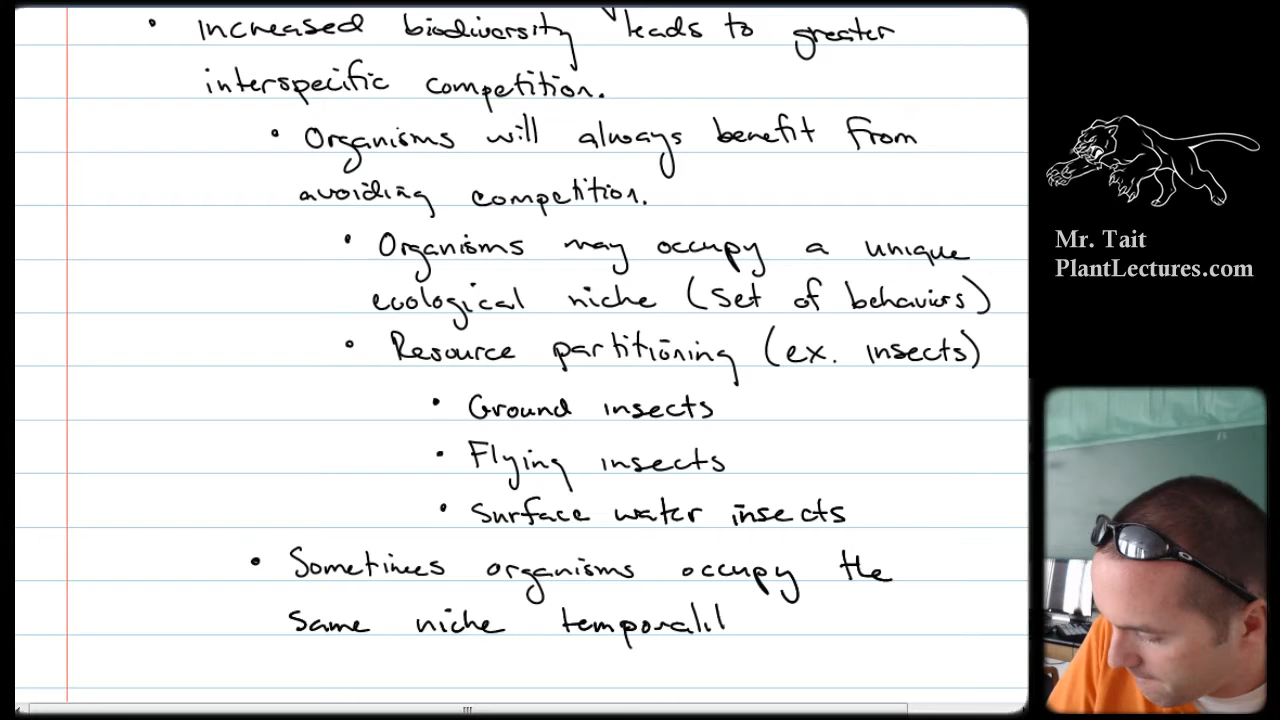 • Increased biodiversity leads to greater
interspecific competition.
• Organisms will always benefit from
avoiding competition.
• Organisms may occupy a unique
ecological niche (set of behaviors)
• Resource partitioning (ex. insects)
• Ground insects
• Flying insects
• Surface water insects
• Sometimes organisms occupy the
same niche temporall
Mr. Tait
PlantLectures.com